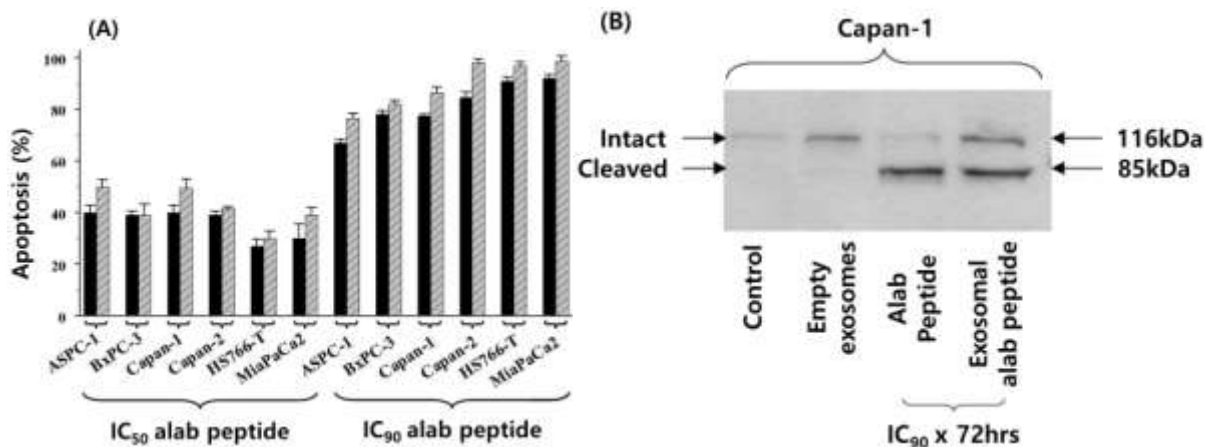 (A)
Apoptosis (%)
100
80
60
40
20
0
ASPC-1
BxPC-3
Capan-1
Capan-2
HS766-T
MiaPaCa2
ASPC-1
BxPC-3
Capan-1
Capan-2
HS766-T
MiaPaCa2
IC50 alab peptide
IC90 alab peptide
(B)
Capan-1
Intact
116kDa
Cleaved
85kDa
Control
Empty
exosomes
Alab
Peptide
Exosomal
alab peptide
IC90 x 72hrs